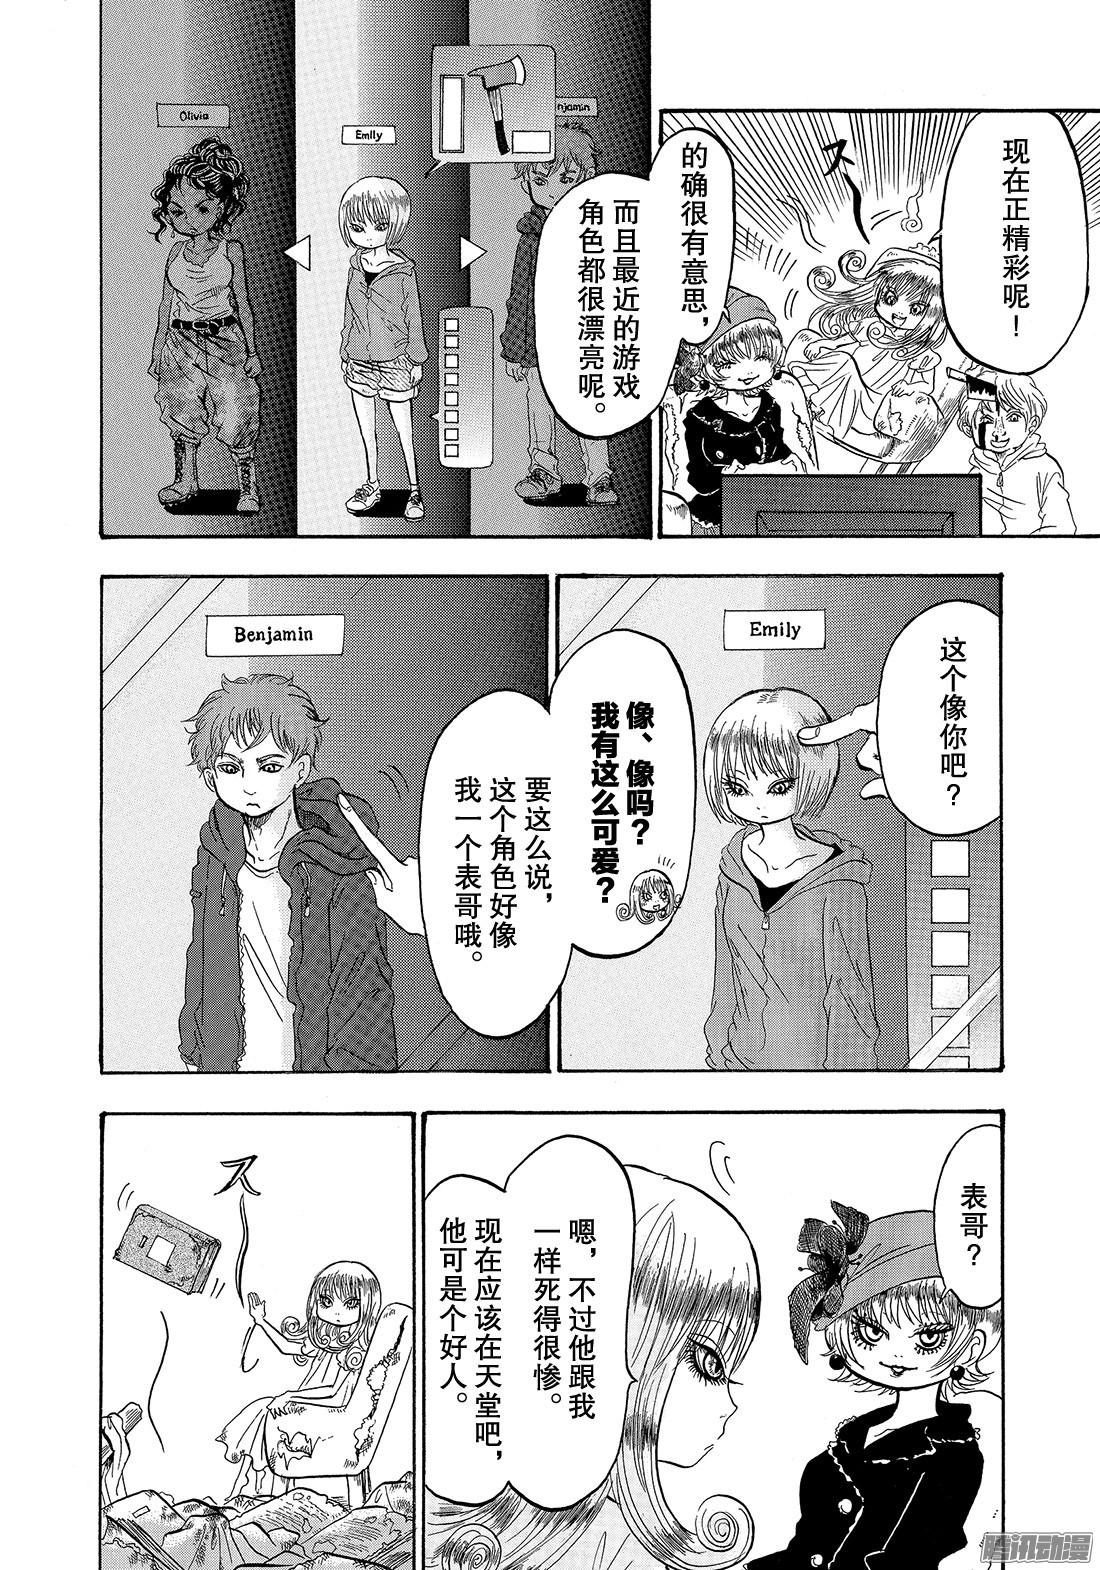 现在正精彩呢！
スー
的确很有意思，
而且最近的游戏
角色都很漂亮呢。
njamin
Emily
Olivia
这个像你吧？
Emily
像、像吗？
我有这么可爱？
要这么说，
这个角色好像
我一个表哥哦。
Benjamin
表哥？
嗯，不过他跟我
一样死得很惨。
现在应该在天堂吧，
他可是个好人。
スー
腾讯动漫